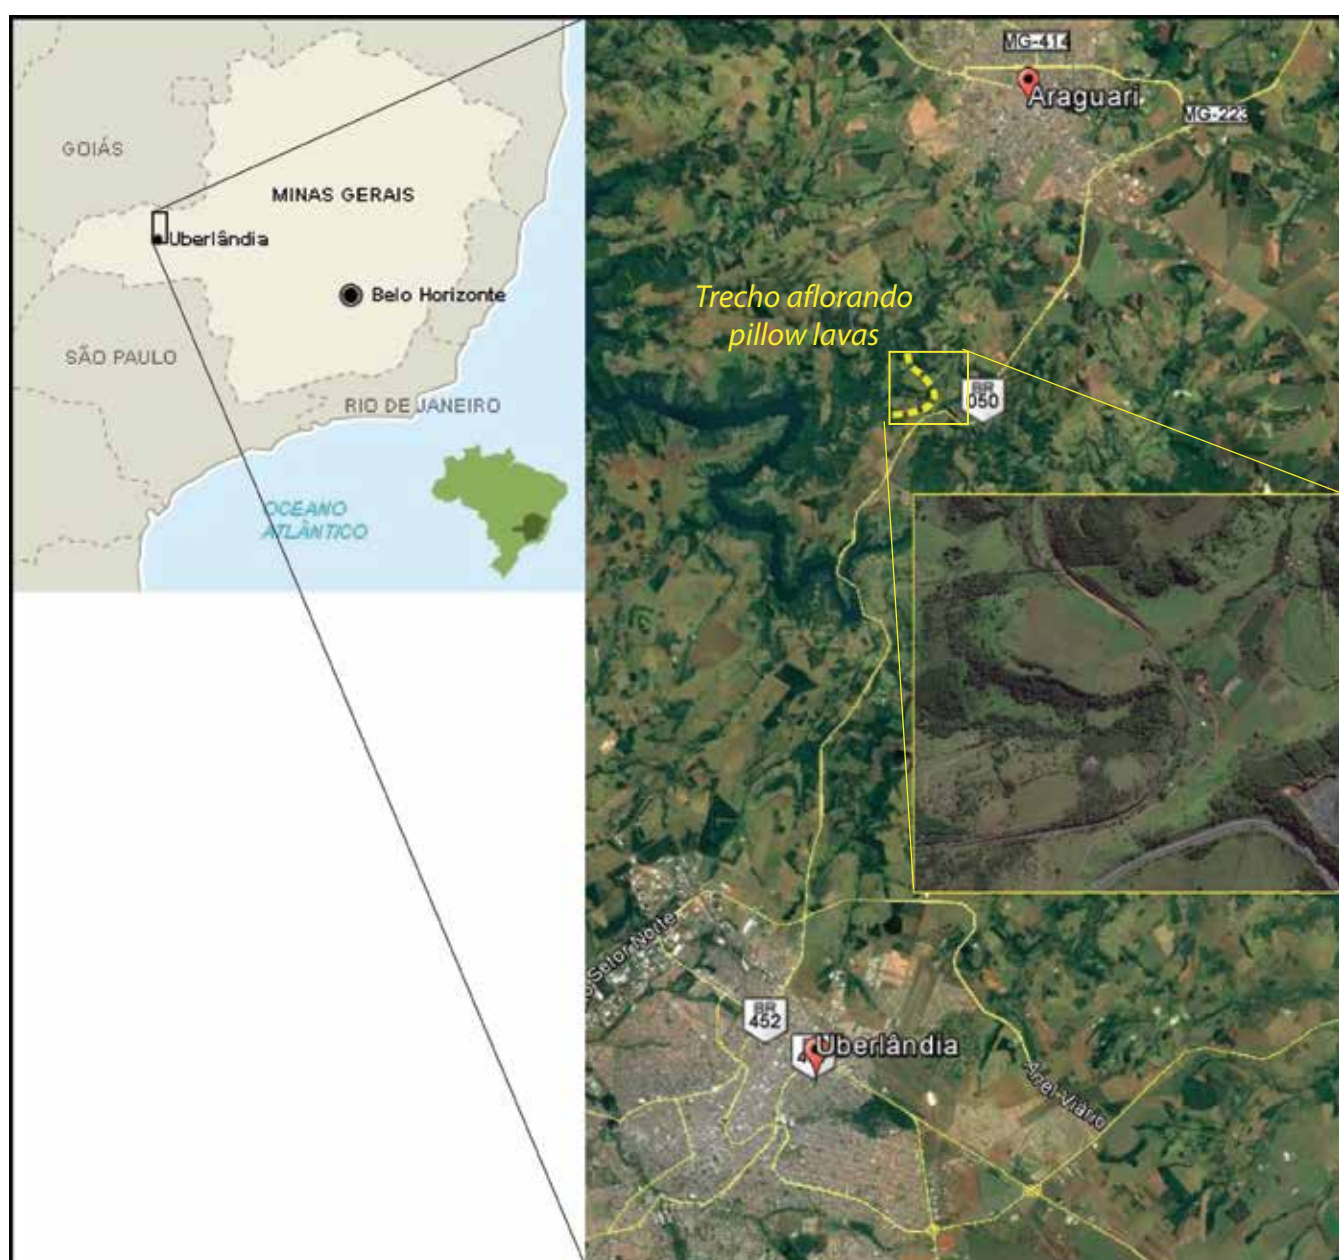 GOIÁS
MINAS GERAIS
Uberlândia
Belo Horizonte
SÃO PAULO
RIO DE JANEIRO
OCEANO
ATLÂNTICO
MG-414
Araguari
MG-223
Trecho aflorando
pillow lavas
BR
050
Setor Norte
BR
452
Uberlândia
Anel Viário